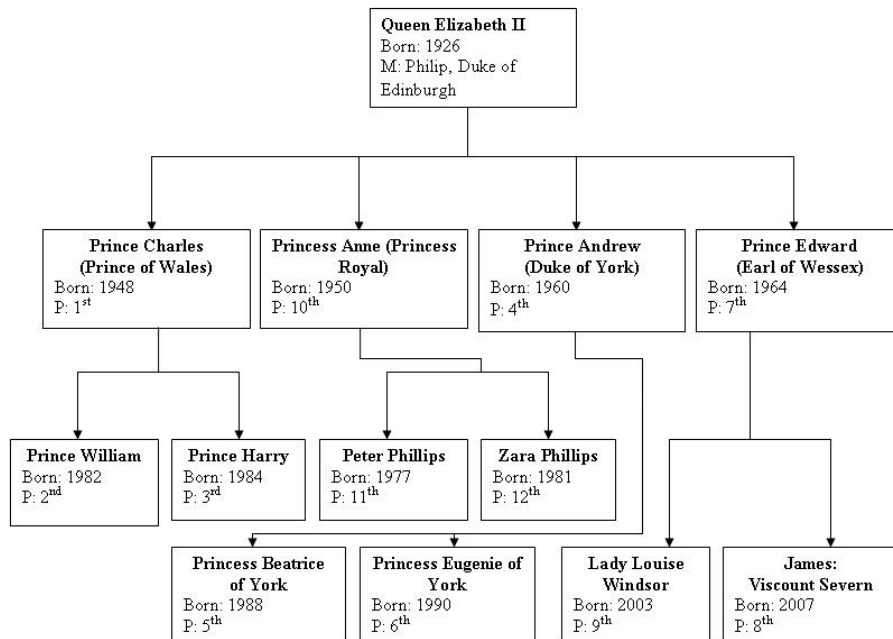 Queen Elizabeth II
Born: 1926
M: Philip, Duke of
Edinburgh
Prince Charles
(Prince of Wales)
Born: 1948
P: 1st
Princess Anne (Princess
Royal)
Born: 1950
P: 10th
Prince Andrew
(Duke of York)
Born: 1960
P: 4th
Prince Edward
(Earl of Wessex)
Born: 1964
P: 7th
Prince William
Born: 1982
P: 2nd
Prince Harry
Born: 1984
P: 3rd
Peter Phillips
Born: 1977
P: 11th
Zara Phillips
Born: 1981
P: 12th
Princess Beatrice
of York
Born: 1988
P: 5th
Princess Eugenie of
York
Born: 1990
P: 6th
Lady Louise
Windsor
Born: 2003
P: 9th
James:
Viscount Severn
Born: 2007
P: 8th